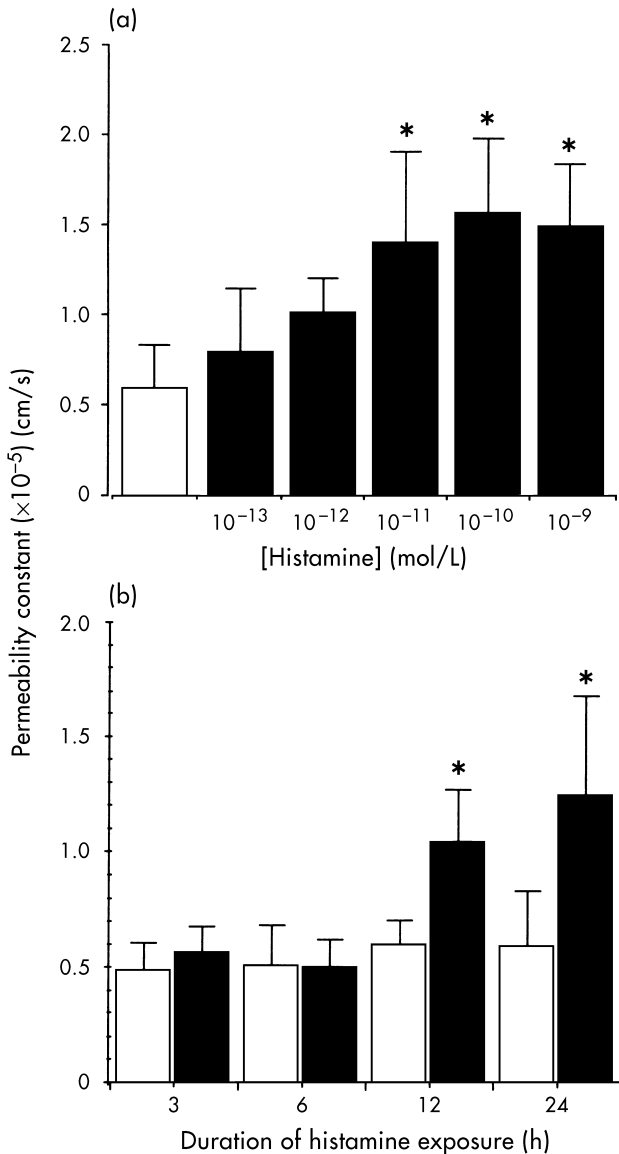 (a)
2.5
2.0
* * *
1.5
1.0
0.5
0
10⁻¹³ 10⁻¹² 10⁻¹¹ 10⁻¹⁰ 10⁻⁹
[Histamine] (mol/L)
Permeability constant (×10⁻⁵) (cm/s)
(b)
2.0
*
1.5
*
1.0
0.5
0
3 6 12 24
Duration of histamine exposure (h)